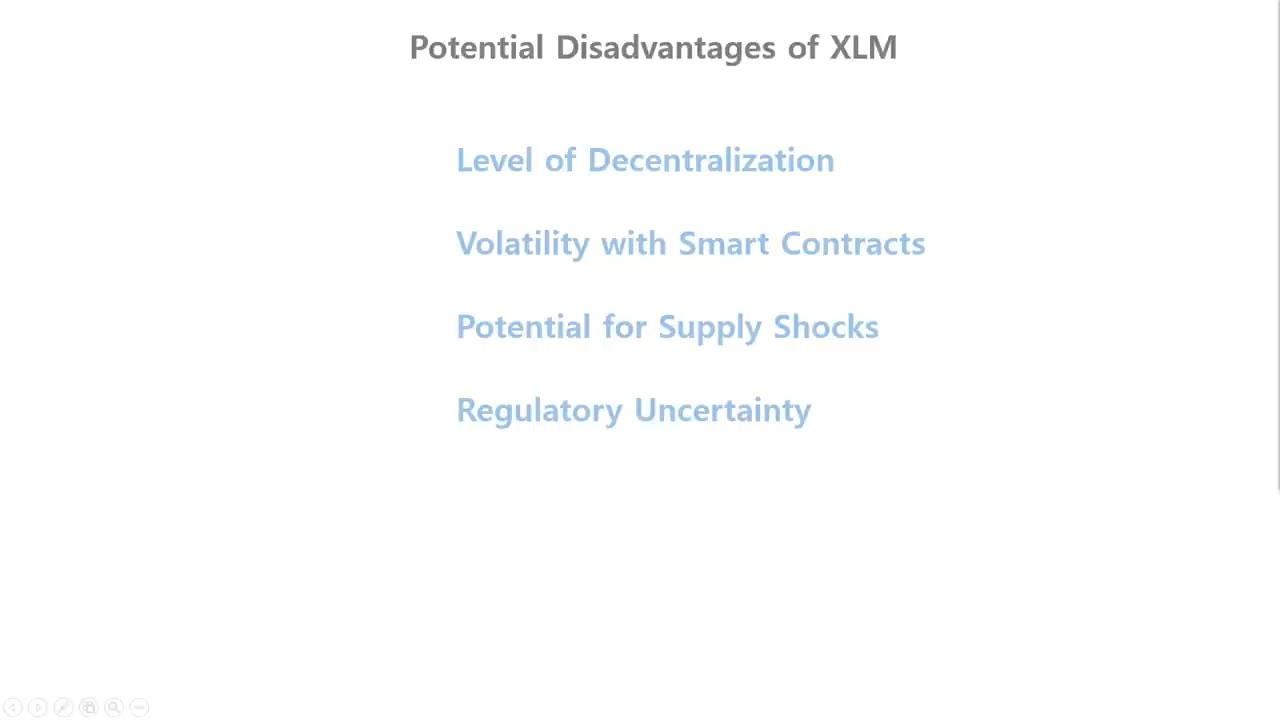 Potential Disadvantages of XLM
Level of Decentralization
Volatility with Smart Contracts
Potential for Supply Shocks
Regulatory Uncertainty